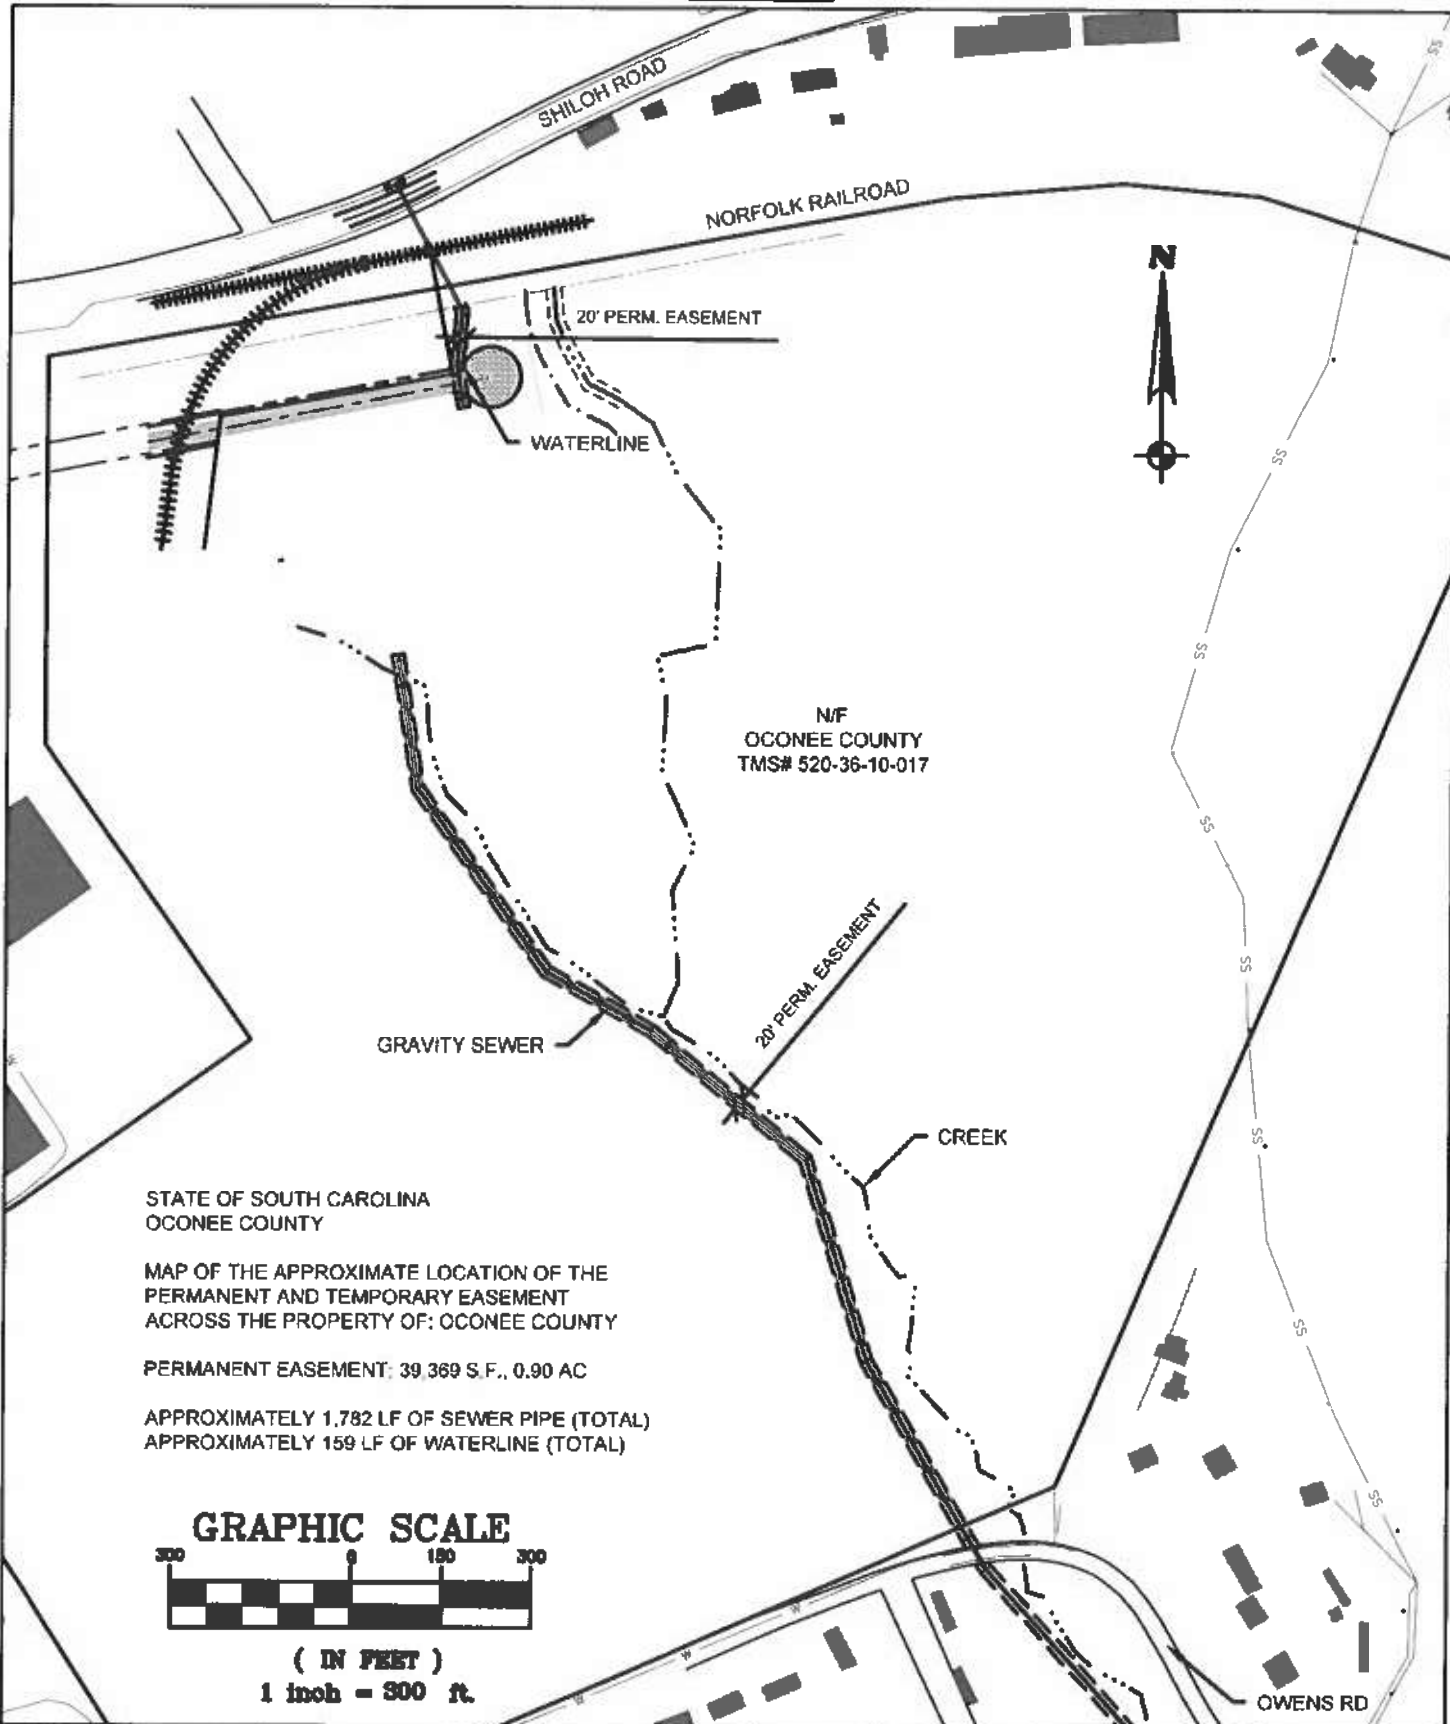 SHILOH ROAD
NORFOLK RAILROAD
N
20' PERM. EASEMENT
WATERLINE
SS
SS
SS
N/F
OCONEE COUNTY
TMS# 520-36-10-017
SS
20' PERM. EASEMENT
SS
GRAVITY SEWER
W
CREEK
SS
STATE OF SOUTH CAROLINA
OCONEE COUNTY
MAP OF THE APPROXIMATE LOCATION OF THE
PERMANENT AND TEMPORARY EASEMENT
ACROSS THE PROPERTY OF: OCONEE COUNTY
SS
PERMANENT EASEMENT: 39,369 S.F., 0.90 AC
APPROXIMATELY 1,782 LF OF SEWER PIPE (TOTAL)
APPROXIMATELY 159 LF OF WATERLINE (TOTAL)
SS
GRAPHIC SCALE
300 0 150 300
( IN FEET )
1 inch = 300 ft.
W
W
W
OWENS RD